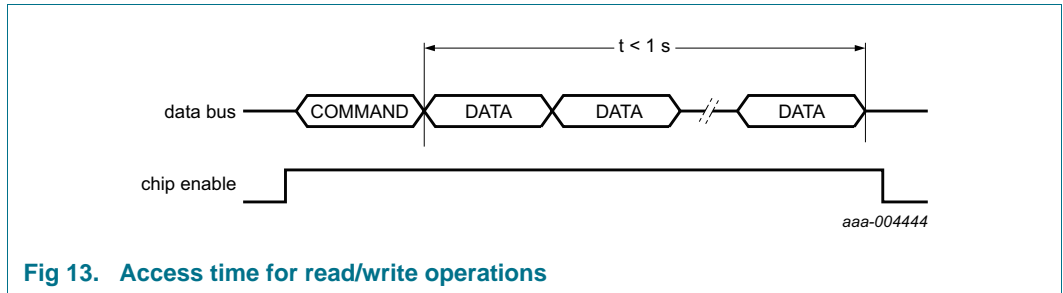 t < 1 s
data bus
COMMAND DATA DATA DATA
chip enable
aaa-004444
Fig 13. Access time for read/write operations